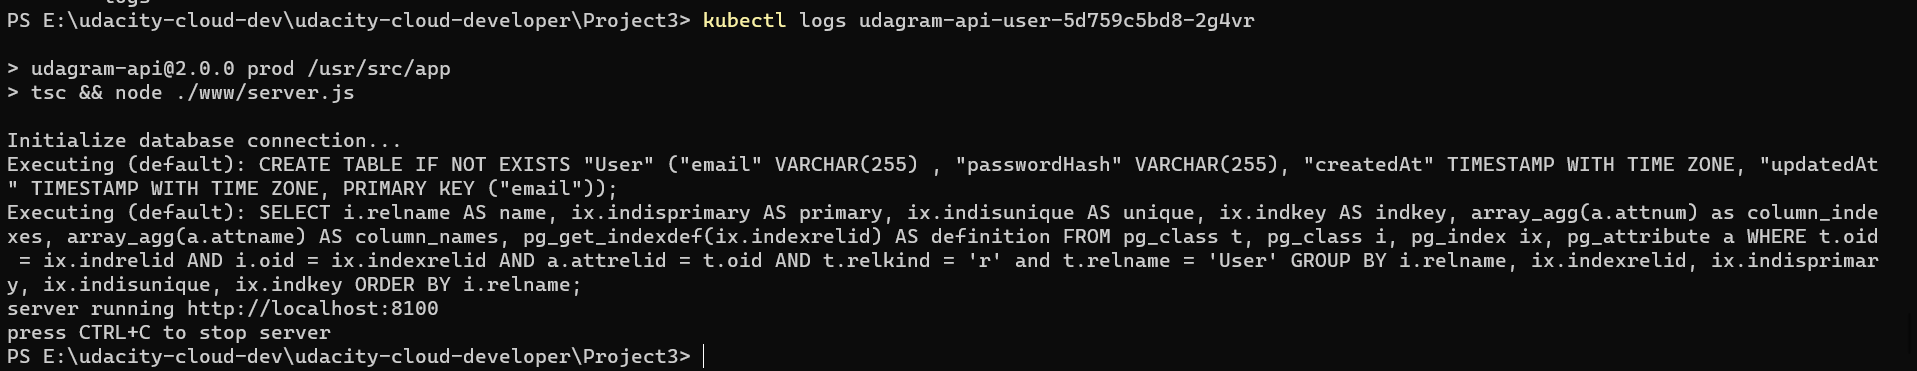 logs
PS E:\udacity-cloud-dev\udacity-cloud-developer\Project3> kubectl logs udagram-api-user-5d759c5bd8-2g4vr
> udagram-api@2.0.0 prod /usr/src/app
> tsc && node ./www/server.js
Initialize database connection...
Executing (default): CREATE TABLE IF NOT EXISTS "User" ("email" VARCHAR(255) , "passwordHash" VARCHAR(255), "createdAt" TIMESTAMP WITH TIME ZONE, "updatedAt
" TIMESTAMP WITH TIME ZONE, PRIMARY KEY ("email"));
Executing (default): SELECT i.relname AS name, ix.indisprimary AS primary, ix.indisunique AS unique, ix.indkey AS indkey, array_agg(a.attnum) as column_inde
xes, array_agg(a.attname) AS column_names, pg_get_indexdef(ix.indexrelid) AS definition FROM pg_class t, pg_class i, pg_index ix, pg_attribute a WHERE t.oid
 = ix.indrelid AND i.oid = ix.indexrelid AND a.attrelid = t.oid AND t.relkind = 'r' and t.relname = 'User' GROUP BY i.relname, ix.indexrelid, ix.indisprimar
y, ix.indisunique, ix.indkey ORDER BY i.relname;
server running http://localhost:8100
press CTRL+C to stop server
PS E:\udacity-cloud-dev\udacity-cloud-developer\Project3>